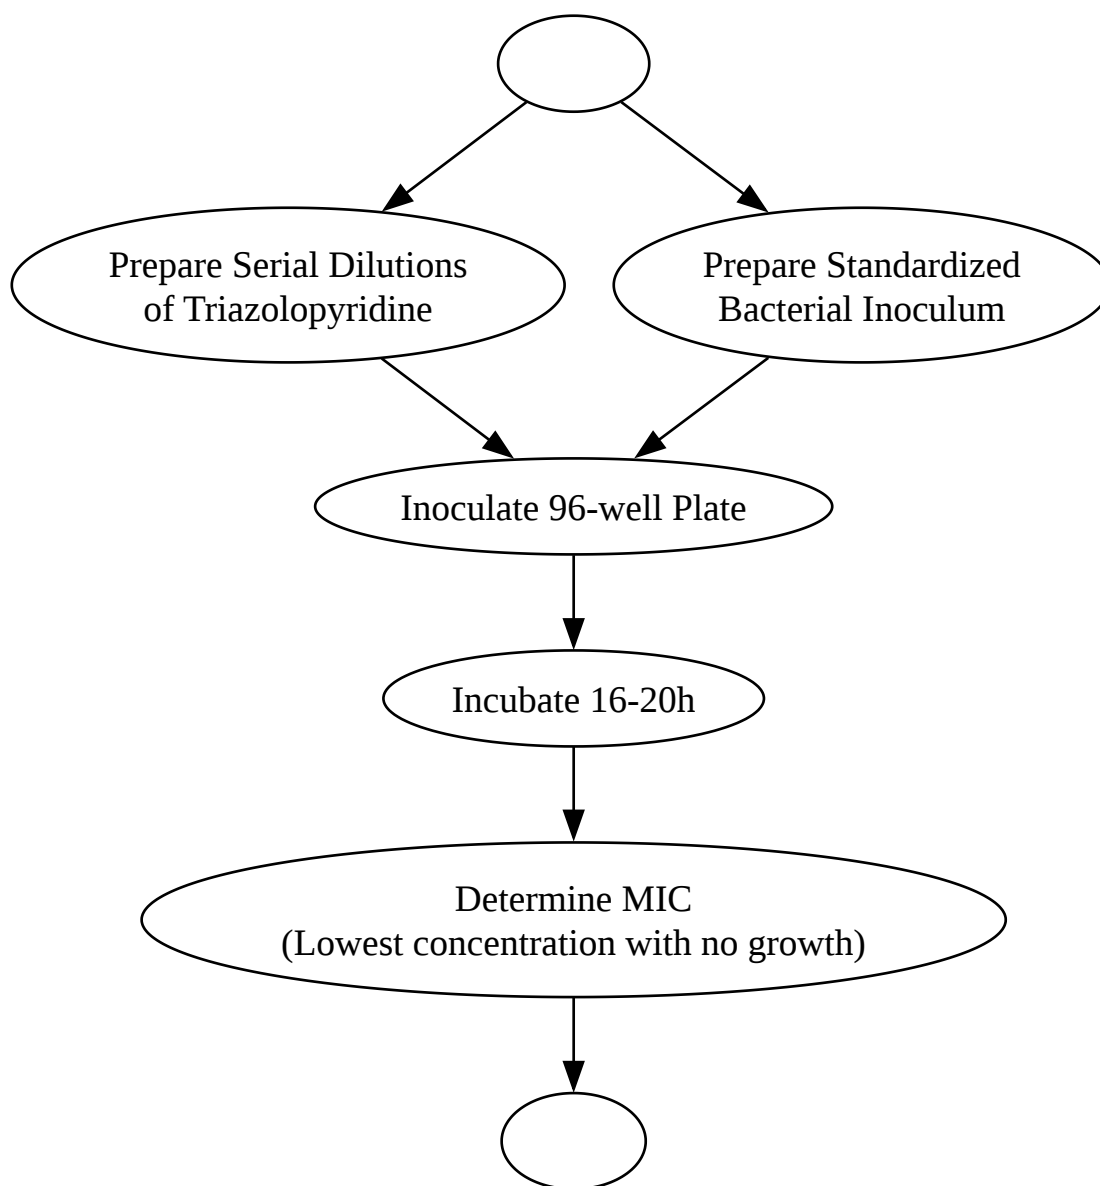 Prepare Serial Dilutions
of Triazolopyridine
Prepare Standardized
Bacterial Inoculum
Inoculate 96-well Plate
Incubate 16-20h
Determine MIC
(Lowest concentration with no growth)